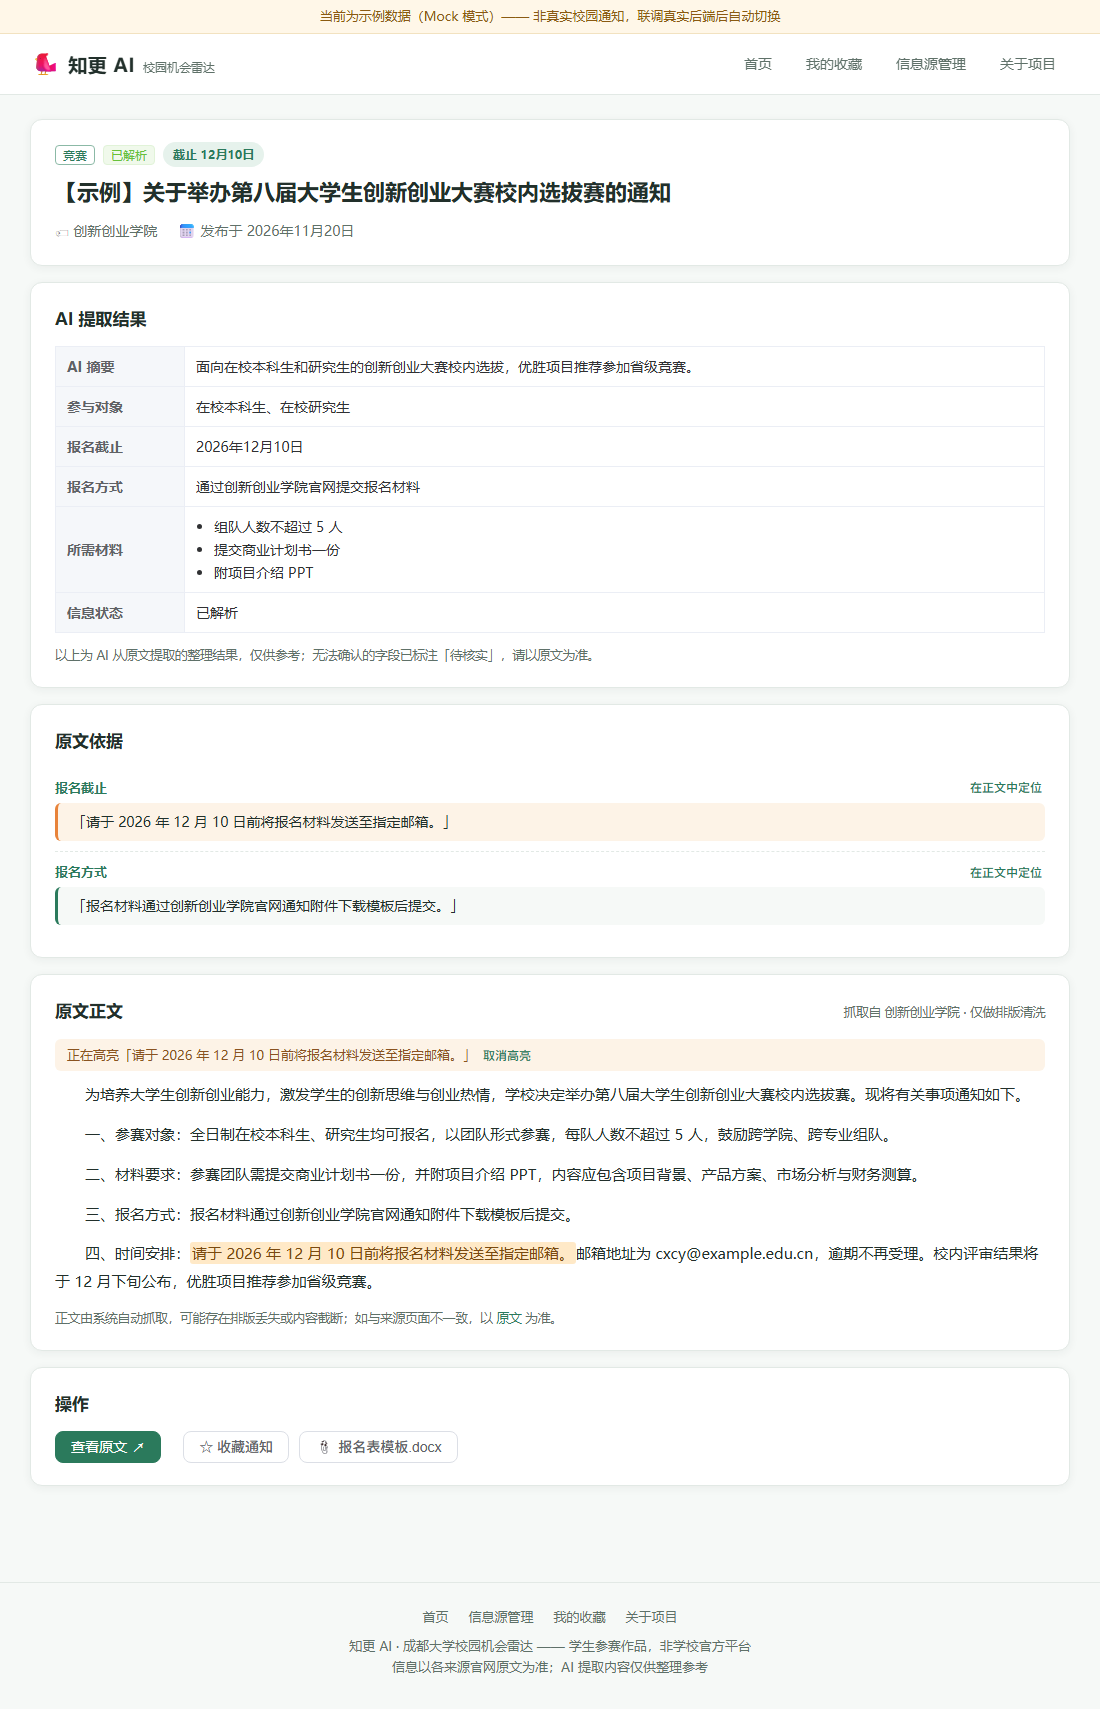 当前为示例数据（Mock 模式）—— 非真实校园通知，联调真实后端后自动切换
知更 AI 校园机会雷达
首页 我的收藏 信息源管理 关于项目
竞赛 已解析 截止 12月10日
【示例】关于举办第八届大学生创新创业大赛校内选拔赛的通知
创新创业学院 发布于 2026年11月20日
AI 提取结果
AI 摘要 面向在校本科生和研究生的创新创业大赛校内选拔，优胜项目推荐参加省级竞赛。
参与对象 在校本科生、在校研究生
报名截止 2026年12月10日
报名方式 通过创新创业学院官网提交报名材料
所需材料
• 组队人数不超过 5 人
• 提交商业计划书一份
• 附项目介绍 PPT
信息状态 已解析
以上为 AI 从原文提取的整理结果，仅供参考；无法确认的字段已标注「待核实」，请以原文为准。
原文依据
报名截止 在正文中定位
「请于 2026 年 12 月 10 日前将报名材料发送至指定邮箱。」
报名方式 在正文中定位
「报名材料通过创新创业学院官网通知附件下载模板后提交。」
原文正文 抓取自 创新创业学院 · 仅做排版清洗
正在高亮「请于 2026 年 12 月 10 日前将报名材料发送至指定邮箱。」 取消高亮
为培养大学生创新创业能力，激发学生的创新思维与创业热情，学校决定举办第八届大学生创新创业大赛校内选拔赛。现将有关事项通知如下。
一、参赛对象：全日制在校本科生、研究生均可报名，以团队形式参赛，每队人数不超过 5 人，鼓励跨学院、跨专业组队。
二、材料要求：参赛团队需提交商业计划书一份，并附项目介绍 PPT，内容应包含项目背景、产品方案、市场分析与财务测算。
三、报名方式：报名材料通过创新创业学院官网通知附件下载模板后提交。
四、时间安排：请于 2026 年 12 月 10 日前将报名材料发送至指定邮箱。邮箱地址为 cxcy@example.edu.cn，逾期不再受理。校内评审结果将
于 12 月下旬公布，优胜项目推荐参加省级竞赛。
正文由系统自动抓取，可能存在排版丢失或内容截断；如与来源页面不一致，以 原文 为准。
操作
查看原文 ↗ ☆ 收藏通知 报名表模板.docx
首页 信息源管理 我的收藏 关于项目
知更 AI · 成都大学校园机会雷达 —— 学生参赛作品，非学校官方平台
信息以各来源官网原文为准；AI 提取内容仅供整理参考